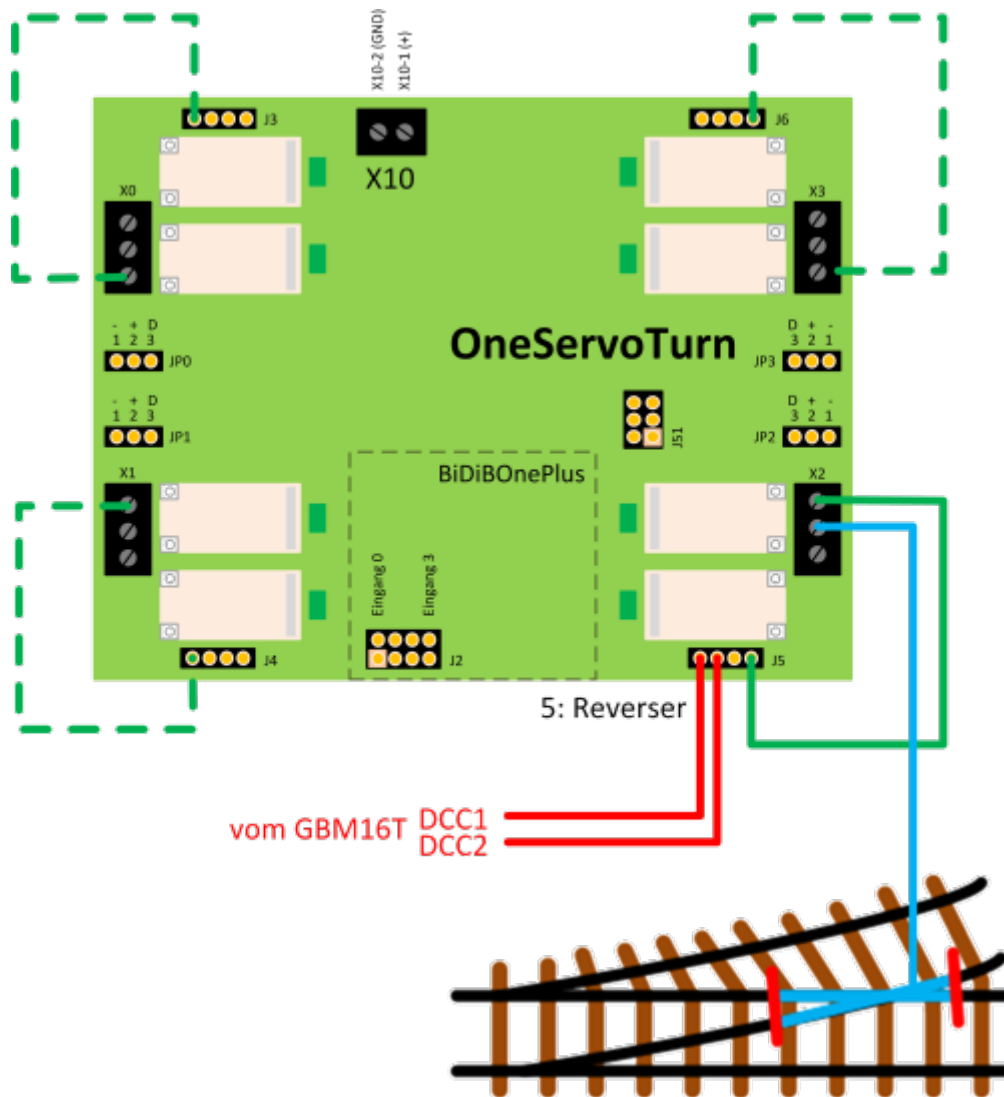 X10-2 (GND)
X10-1 (+)
J3
J6
X10
X0
X3
OneServoTurn
- + D
1 2 3
JP0
D + -
3 2 1
JP3
- + D
1 2 3
JP1
D + -
3 2 1
JP2
J51
X1
X2
BiDiBOnePlus
Eingang 0
Eingang 3
J4
J2
J5
5: Reverser
vom GBM16T
DCC1
DCC2